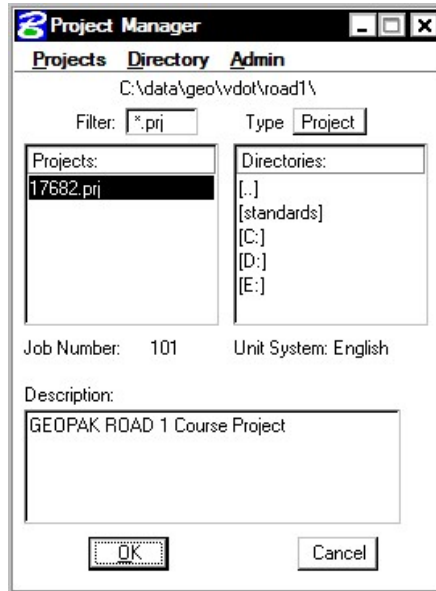 Project Manager
Projects Directory Admin
C:\data\geo\vdot\road1\
Filter: *.prj Type Project
Projects:
17682.prj
Directories:
[..]
[standards]
[C:]
[D:]
[E:]
Job Number: 101 Unit System: English
Description:
GEOPAK ROAD 1 Course Project
OK Cancel